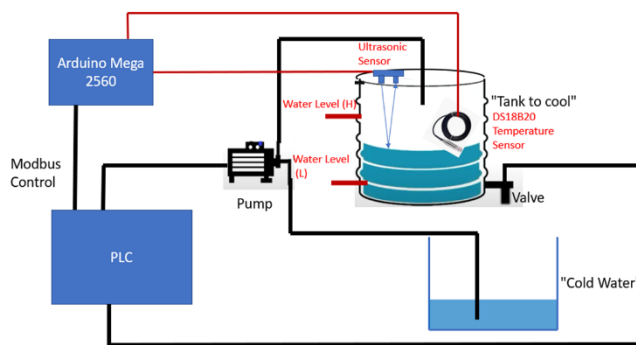 Arduino Mega
2560
Ultrasonic
Sensor
Water Level (H)
"Tank to cool"
DS18B20
Temperature
Sensor
Modbus
Control
Water Level
(L)
Pump
Valve
PLC
"Cold Water"